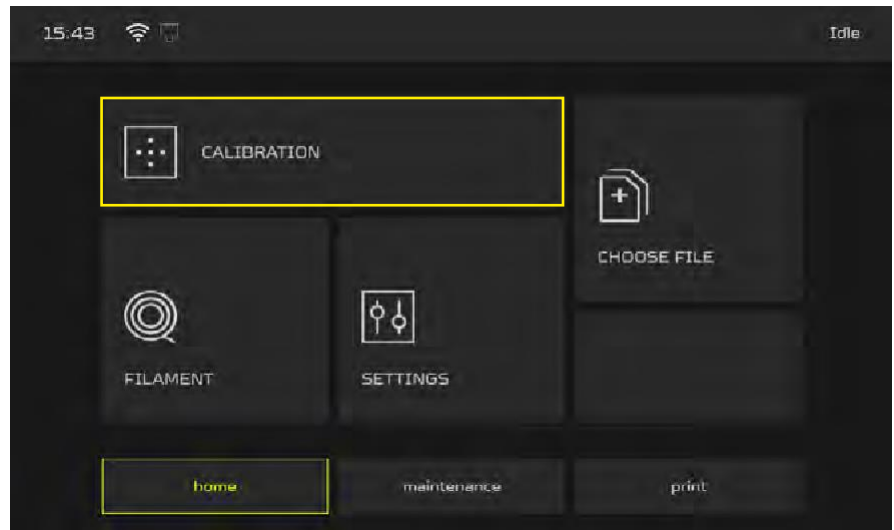 15:43
Idle
CALIBRATION
CHOOSE FILE
FILAMENT
SETTINGS
home
maintenance
print